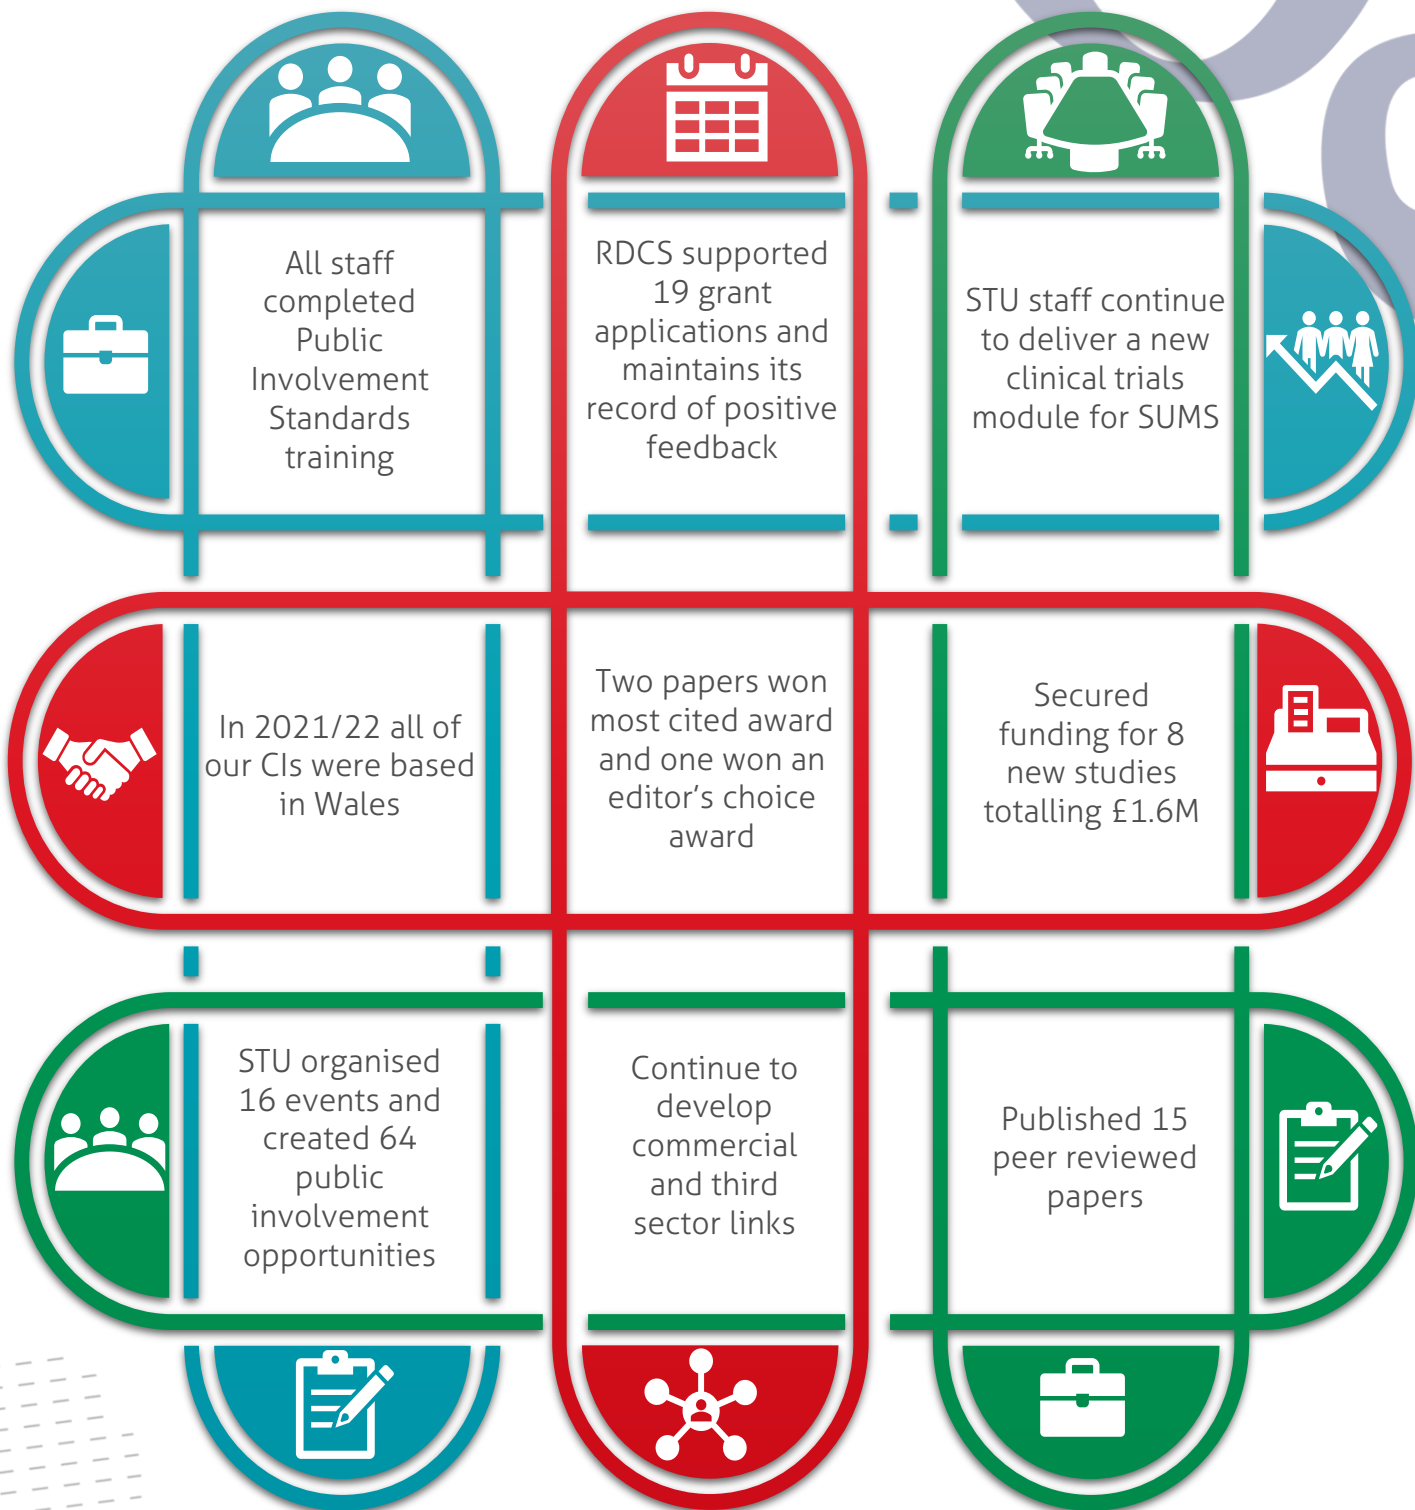 All staff
completed
Public
Involvement
Standards
training
RDCS supported
19 grant
applications and
maintains its
record of positive
feedback
STU staff continue
to deliver a new
clinical trials
module for SUMS
In 2021/22 all of
our CIs were based
in Wales
Two papers won
most cited award
and one won an
editor’s choice
award
Secured
funding for 8
new studies
totalling £1.6M
STU organised
16 events and
created 64
public
involvement
opportunities
Continue to
develop
commercial
and third
sector links
Published 15
peer reviewed
papers